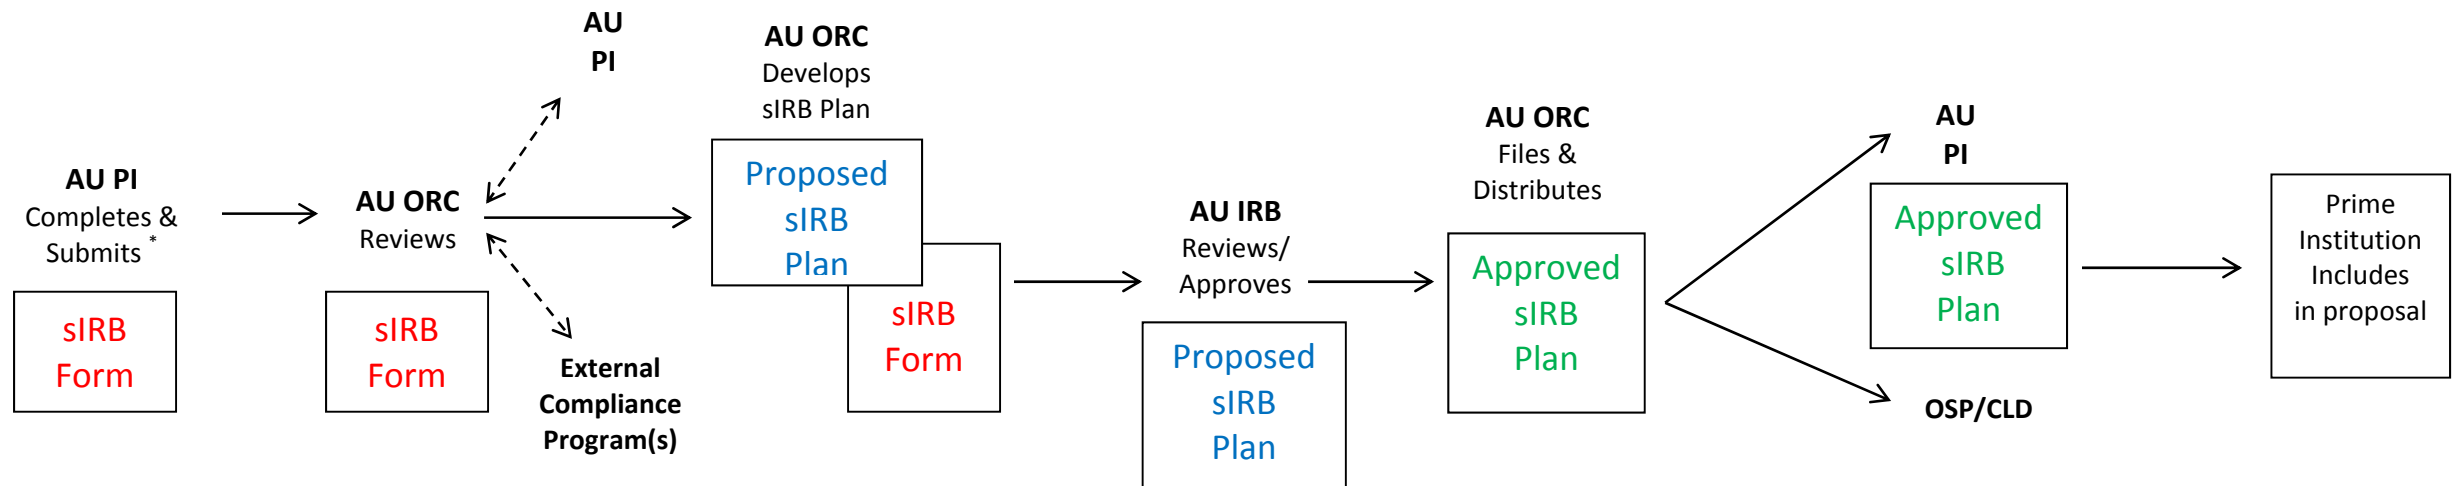 AU PI
Completes &
Submits *
sIRB
Form
AU ORC
Reviews
sIRB
Form
AU
PI
External
Compliance
Program(s)
AU ORC
Develops
sIRB Plan
Proposed
sIRB
Plan
sIRB
Form
AU IRB
Reviews/
Approves
Proposed
sIRB
Plan
AU ORC
Files &
Distributes
Approved
sIRB
Plan
AU
PI
Approved
sIRB
Plan
OSP/CLD
Prime
Institution
Includes
in proposal